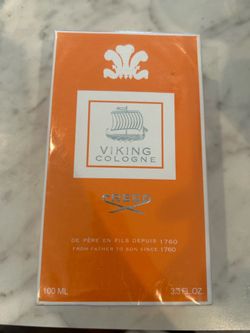 VIKING
COLOGNE
CREED
DE PÈRE EN FILS DEPUIS 1760
FROM FATHER TO SON SINCE 1760
100 ML 3.3 FL.OZ